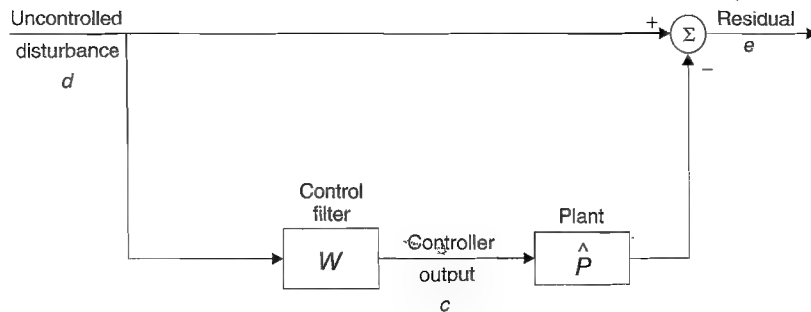 Uncontrolled
disturbance
d
+
Σ
Residual
e
−
Control
filter
W
Controller
output
c
Plant
P̂